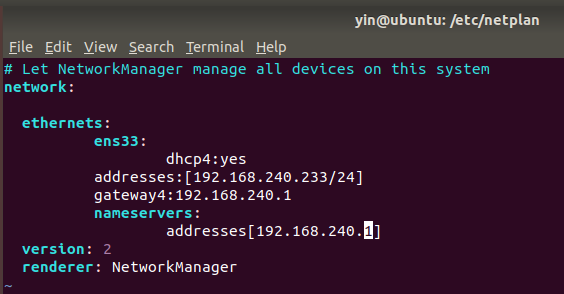 yin@ubuntu: /etc/netplan
File Edit View Search Terminal Help
# Let NetworkManager manage all devices on this system
network:
ethernets:
ens33:
dhcp4:yes
addresses:[192.168.240.233/24]
gateway4:192.168.240.1
nameservers:
addresses[192.168.240.1]
version: 2
renderer: NetworkManager
~